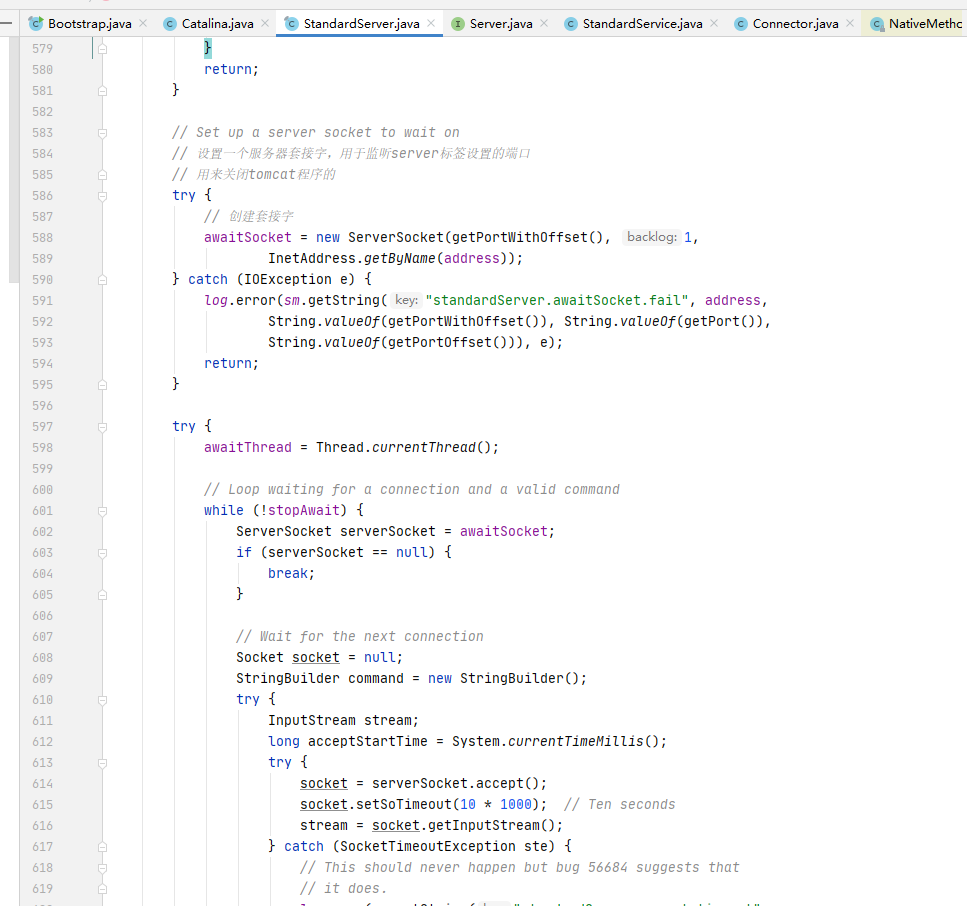 Bootstrap.java Catalina.java StandardServer.java Server.java StandardService.java Connector.java NativeMetho
579 }
580 return;
581 }
582
583 // Set up a server socket to wait on
584 // 设置一个服务器套接字,用于监听server标签设置的端口
585 // 用来关闭tomcat程序的
586 try {
587 // 创建套接字
588 awaitSocket = new ServerSocket(getPortWithOffset(), backlog: 1,
589 InetAddress.getByName(address));
590 } catch (IOException e) {
591 log.error(sm.getString( key: "standardServer.awaitSocket.fail", address,
592 String.valueOf(getPortWithOffset()), String.valueOf(getPort()),
593 String.valueOf(getPortOffset())), e);
594 return;
595 }
596
597 try {
598 awaitThread = Thread.currentThread();
599
600 // Loop waiting for a connection and a valid command
601 while (!stopAwait) {
602 ServerSocket serverSocket = awaitSocket;
603 if (serverSocket == null) {
604 break;
605 }
606
607 // Wait for the next connection
608 Socket socket = null;
609 StringBuilder command = new StringBuilder();
610 try {
611 InputStream stream;
612 long acceptStartTime = System.currentTimeMillis();
613 try {
614 socket = serverSocket.accept();
615 socket.setSoTimeout(10 * 1000); // Ten seconds
616 stream = socket.getInputStream();
617 } catch (SocketTimeoutException ste) {
618 // This should never happen but bug 56684 suggests that
619 // it does.